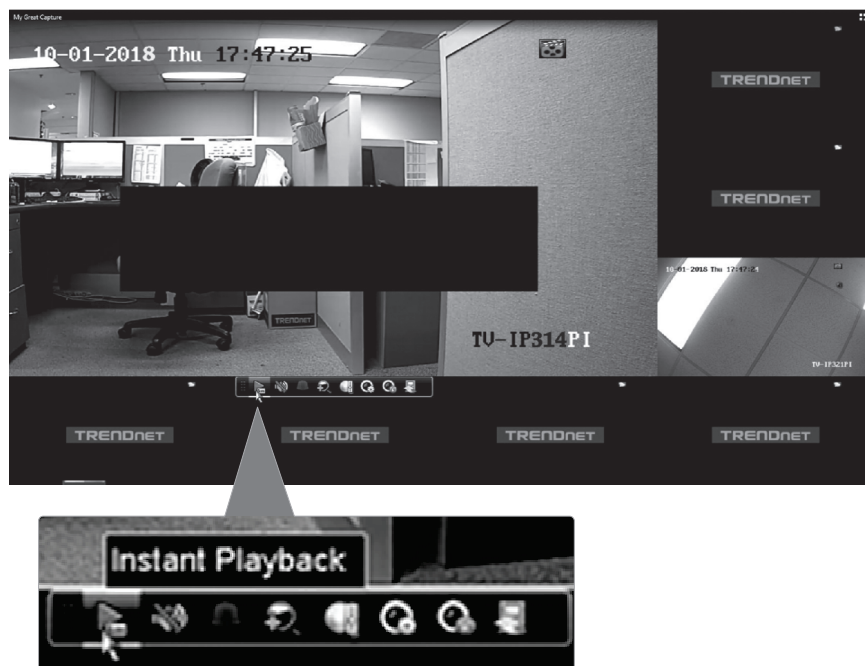 My Great Capture
10-01-2018 Thu 17:47:25
TRENDNET
TRENDNET
10-01-2018 Thu 17:47:24
TRENDNET
TV-IP314PI
TV-IP321PI
TRENDNET
TRENDNET
TRENDNET
TRENDNET
Instant Playback